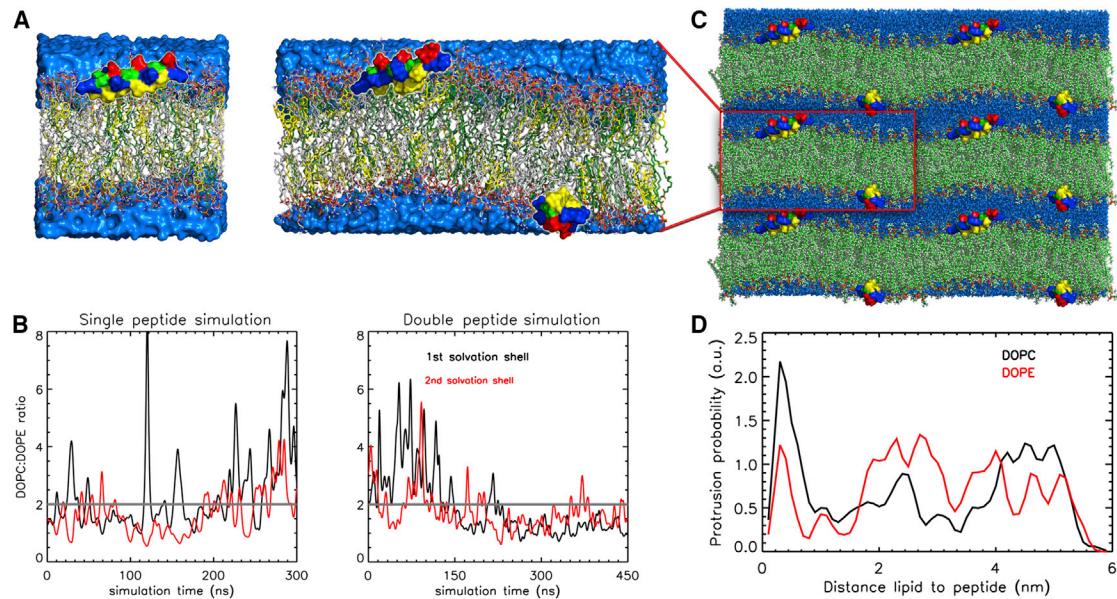 A
C
B
Single peptide simulation
Double peptide simulation
1st solvation shell
2nd solvation shell
DOPC:DOPE ratio
8
6
4
2
0
0
100
200
300
simulation time (ns)
8
6
4
2
0
0
150
300
450
simulation time (ns)
D
DOPC
DOPE
Protrusion probability (a.u.)
2.5
2.0
1.5
1.0
0.5
0.0
0
2
4
6
Distance lipid to peptide (nm)